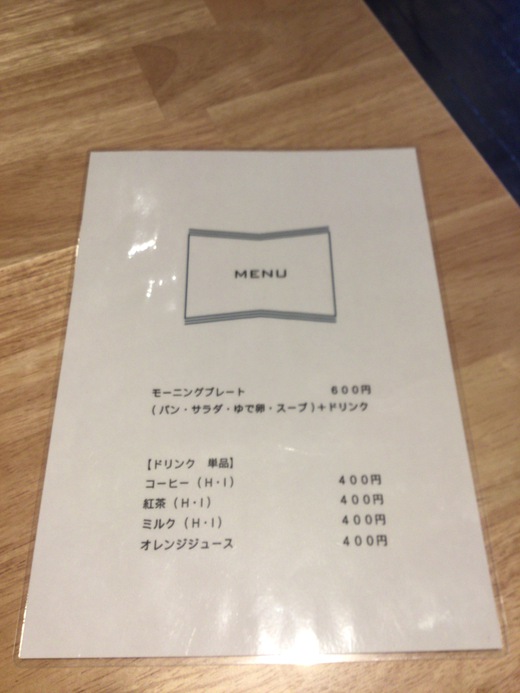 MENU
モーニングプレート 600円
(パン・サラダ・ゆで卵・スープ)+ドリンク
【ドリンク 単品】
コーヒー(H・I) 400円
紅茶(H・I) 400円
ミルク(H・I) 400円
オレンジジュース 400円